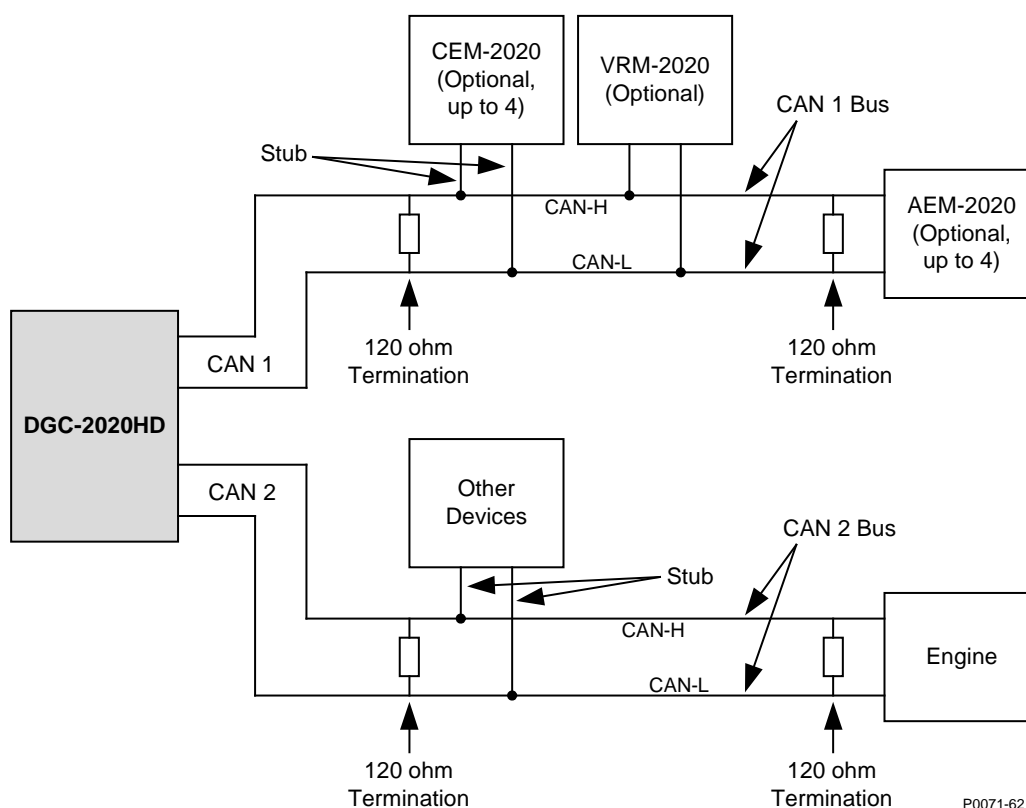 CEM-2020
(Optional,
up to 4)
VRM-2020
(Optional)
CAN 1 Bus
Stub
CAN-H
CAN-L
AEM-2020
(Optional,
up to 4)
120 ohm
Termination
120 ohm
Termination
CAN 1
DGC-2020HD
CAN 2
Other
Devices
CAN 2 Bus
Stub
CAN-H
CAN-L
Engine
120 ohm
Termination
120 ohm
Termination
P0071-62